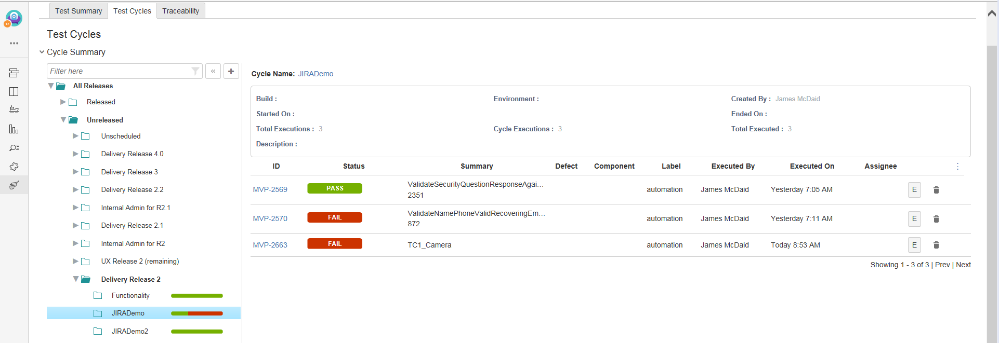 Test Summary Test Cycles Traceability
Test Cycles
Cycle Summary
Filter here « +
All Releases
Released
Unreleased
Unscheduled
Delivery Release 4.0
Delivery Release 3
Delivery Release 2.2
Internal Admin for R2.1
Delivery Release 2.1
Internal Admin for R2
UX Release 2 (remaining)
Delivery Release 2
Functionality
JIRADemo
JIRADemo2
Cycle Name: JIRADemo
Build : Environment : Created By : James McDaid
Started On : Ended On :
Total Executions : 3 Cycle Executions : 3 Total Executed : 3
Description :
ID Status Summary Defect Component Label Executed By Executed On Assignee
MVP-2569 PASS ValidateSecurityQuestionResponseAgai... automation James McDaid Yesterday 7:05 AM E
2351
MVP-2570 FAIL ValidateNamePhoneValidRecoveringEm... automation James McDaid Yesterday 7:11 AM E
872
MVP-2663 FAIL TC1_Camera automation James McDaid Today 8:53 AM E
Showing 1 - 3 of 3 | Prev | Next